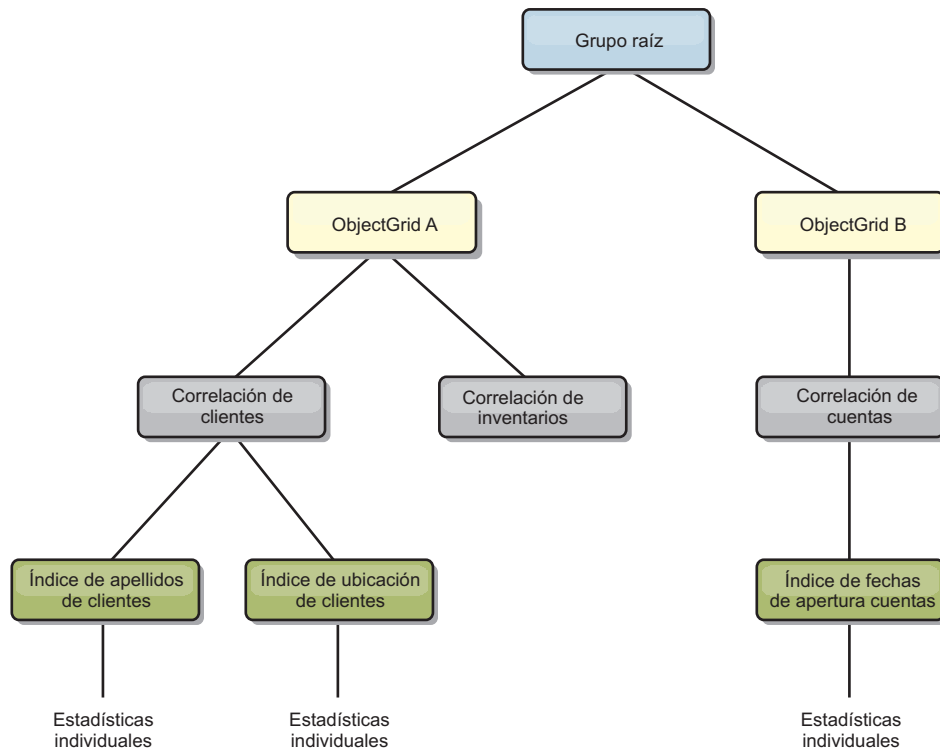 Grupo raíz
ObjectGrid A
ObjectGrid B
Correlación de
clientes
Correlación de
inventarios
Correlación de
cuentas
Índice de apellidos
de clientes
Índice de ubicación
de clientes
Índice de fechas
de apertura cuentas
Estadísticas
individuales
Estadísticas
individuales
Estadísticas
individuales